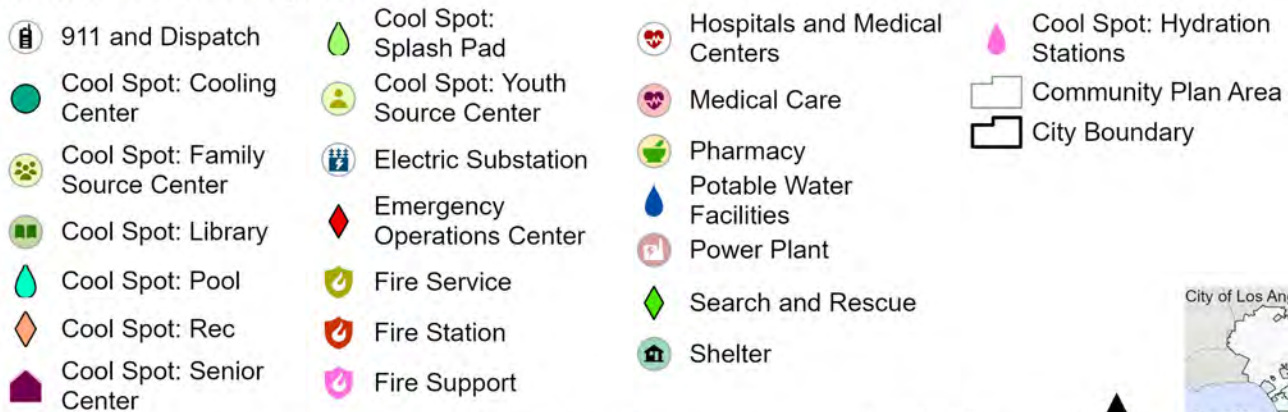 911 and Dispatch
Cool Spot: Cooling
Center
Cool Spot: Family
Source Center
Cool Spot: Library
Cool Spot: Pool
Cool Spot: Rec
Cool Spot: Senior
Center
Cool Spot:
Splash Pad
Cool Spot: Youth
Source Center
Electric Substation
Emergency
Operations Center
Fire Service
Fire Station
Fire Support
Hospitals and Medical
Centers
Medical Care
Pharmacy
Potable Water
Facilities
Power Plant
Search and Rescue
Shelter
Cool Spot: Hydration
Stations
Community Plan Area
City Boundary
City of Los